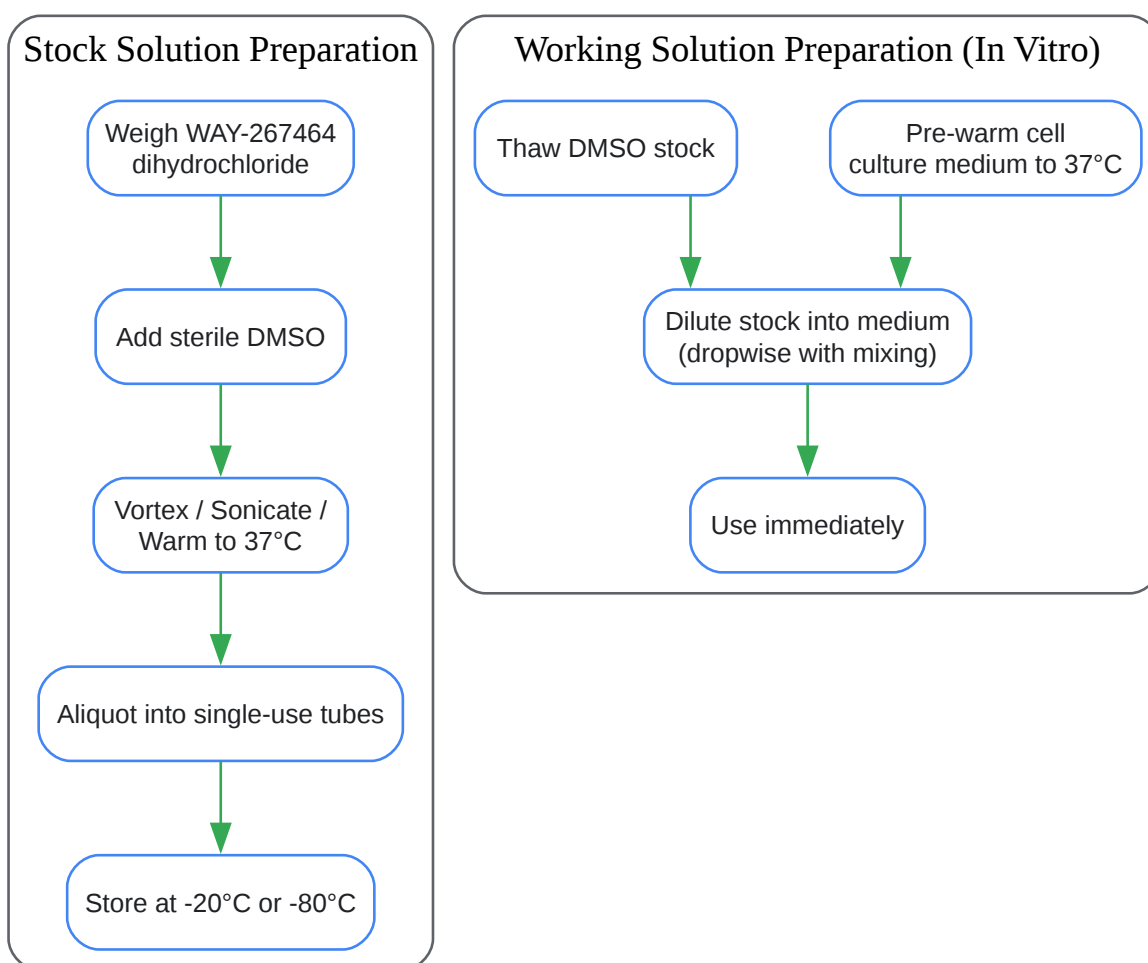 Stock Solution Preparation
Weigh WAY-267464
dihydrochloride
Add sterile DMSO
Vortex / Sonicate /
Warm to 37°C
Aliquot into single-use tubes
Store at -20°C or -80°C
Working Solution Preparation (In Vitro)
Thaw DMSO stock
Pre-warm cell
culture medium to 37°C
Dilute stock into medium
(dropwise with mixing)
Use immediately